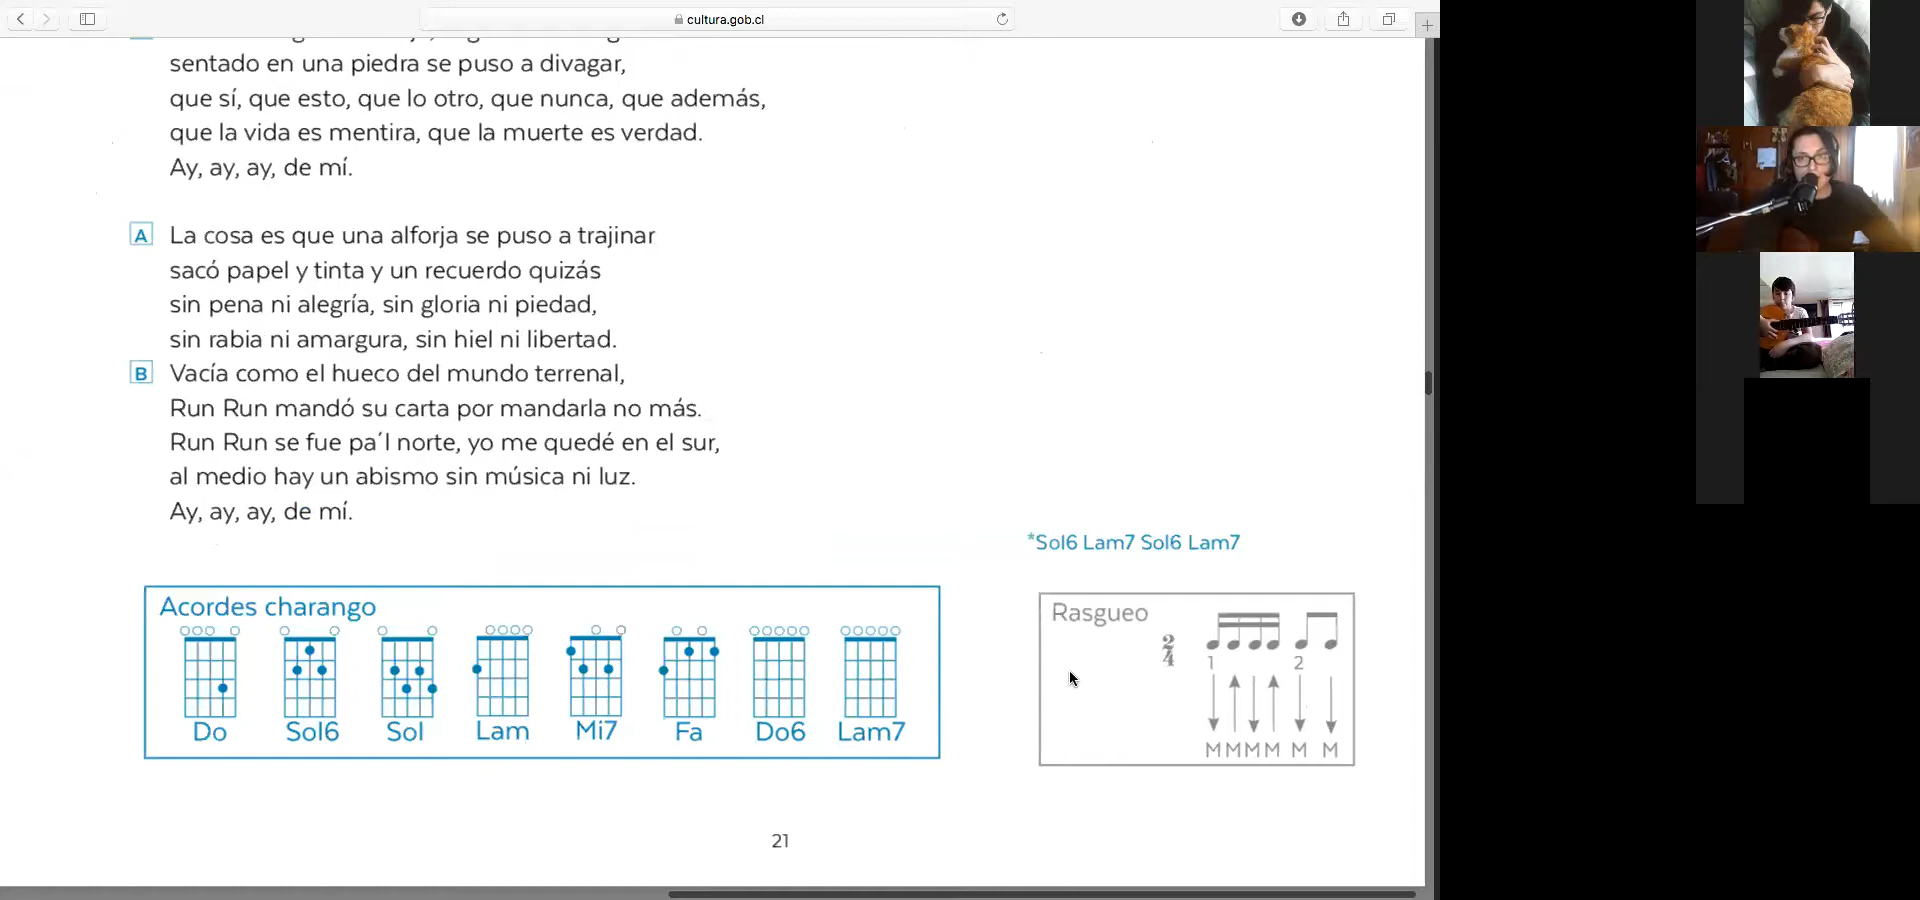 cultura.gob.cl
sentado en una piedra se puso a divagar,
que sí, que esto, que lo otro, que nunca, que además,
que la vida es mentira, que la muerte es verdad.
Ay, ay, ay, de mí.
A La cosa es que una alforja se puso a trajinar
sacó papel y tinta y un recuerdo quizás
sin pena ni alegría, sin gloria ni piedad,
sin rabia ni amargura, sin hiel ni libertad.
B Vacía como el hueco del mundo terrenal,
Run Run mandó su carta por mandarla no más.
Run Run se fue pa´l norte, yo me quedé en el sur,
al medio hay un abismo sin música ni luz.
Ay, ay, ay, de mí.
*Sol6 Lam7 Sol6 Lam7
Acordes charango
Do Sol6 Sol Lam Mi7 Fa Do6 Lam7
Rasgueo
2
4
1 2
M M M M M M
21